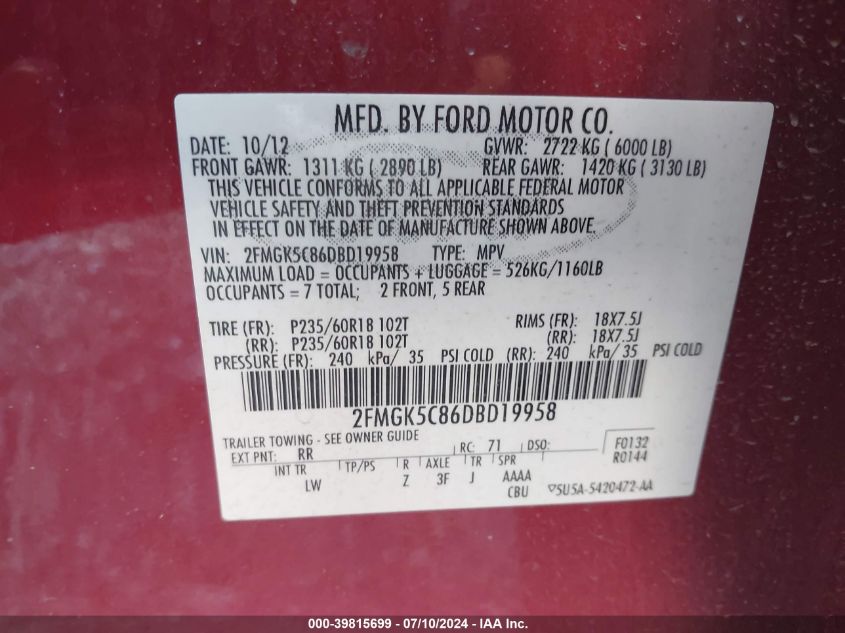 MFD. BY FORD MOTOR CO.
DATE: 10/12 GVWR: 2722 KG ( 6000 LB)
FRONT GAWR: 1311 KG ( 2890 LB) REAR GAWR: 1420 KG ( 3130 LB)
THIS VEHICLE CONFORMS TO ALL APPLICABLE FEDERAL MOTOR
VEHICLE SAFETY AND THEFT PREVENTION STANDARDS
IN EFFECT ON THE DATE OF MANUFACTURE SHOWN ABOVE.
VIN: 2FMGK5C86DBD19958 TYPE: MPV
MAXIMUM LOAD = OCCUPANTS + LUGGAGE = 526KG/1160LB
OCCUPANTS = 7 TOTAL; 2 FRONT, 5 REAR
TIRE (FR): P235/60R18 102T RIMS (FR): 18X7.5J
(RR): P235/60R18 102T (RR): 18X7.5J
PRESSURE (FR): 240 kPa/ 35 PSI COLD (RR): 240 kPa/ 35 PSI COLD
2FMGK5C86DBD19958
TRAILER TOWING - SEE OWNER GUIDE
EXT PNT: RR RC: 71 DSO: F0132
R0144
INT TR TP/PS R AXLE TR SPR
LW Z 3F J AAAA
CBU 5U5A-5420472-AA
000-39815699 - 07/10/2024 - IAAI Inc.